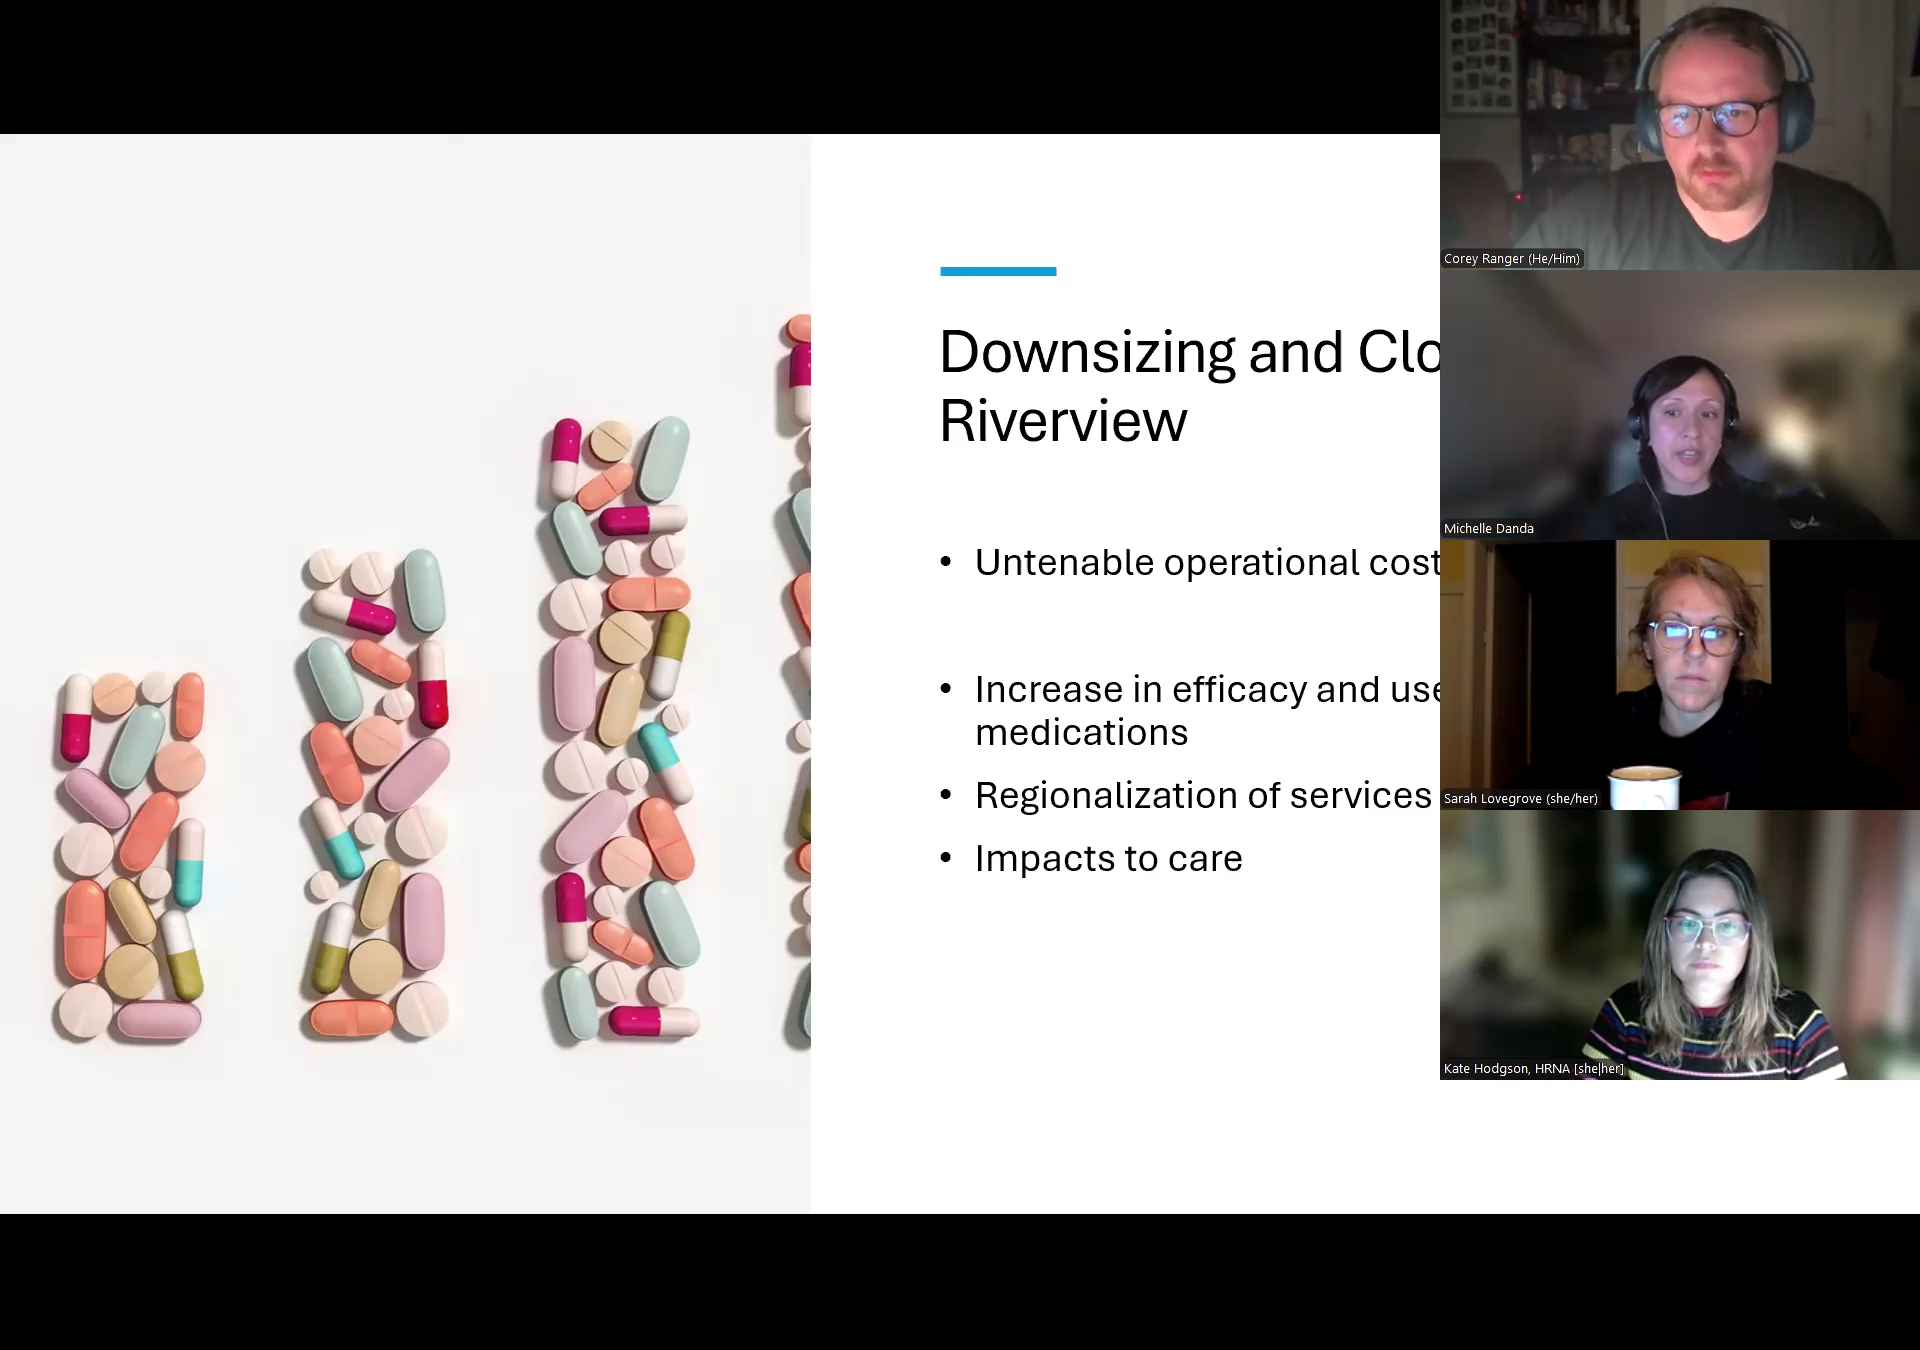 Downsizing and Clo
Riverview
• Untenable operational cost
• Increase in efficacy and use
medications
• Regionalization of services
• Impacts to care
Corey Ranger (He/Him)
Michelle Danda
Sarah Lovegrove (she/her)
Kate Hodgson, HRNA [she|her]